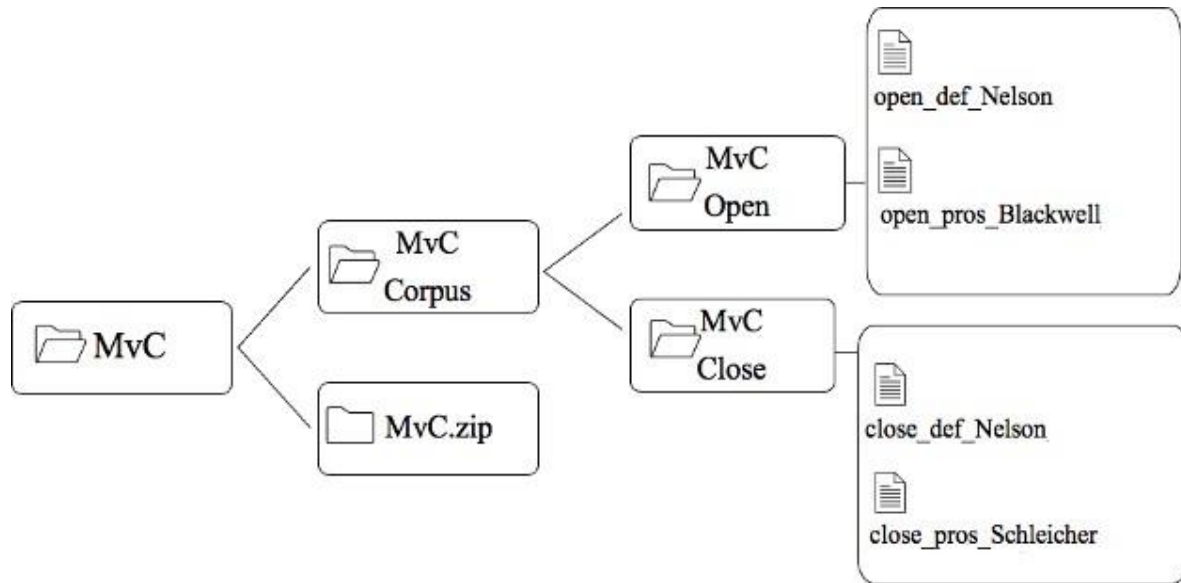 MvC
MvC
Corpus
MvC.zip
MvC
Open
MvC
Close
open_def_Nelson
open_pros_Blackwell
close_def_Nelson
close_pros_Schleicher